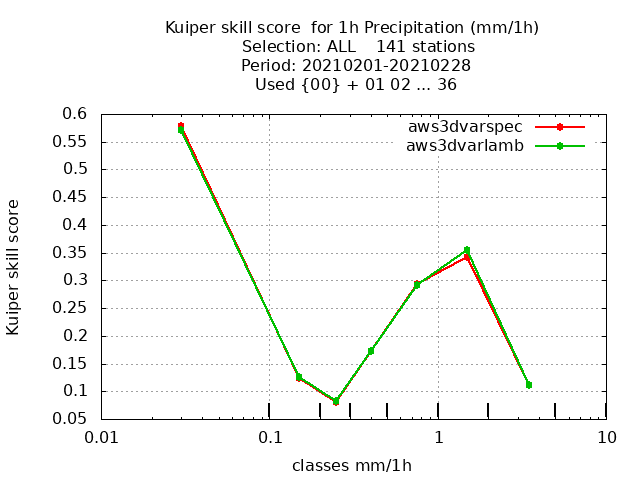 Kuiper skill score  for 1h Precipitation (mm/1h)
Selection: ALL    141 stations
Period: 20210201-20210228
Used {00} + 01 02 ... 36
aws3dvarspec
aws3dvarlamb
0.6
0.55
0.5
0.45
0.4
0.35
0.3
0.25
0.2
0.15
0.1
0.05
Kuiper skill score
0.01
0.1
1
10
classes mm/1h